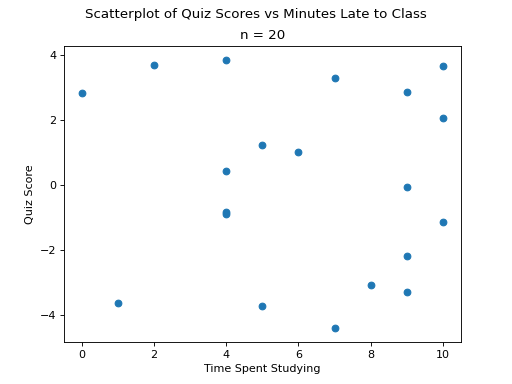 Scatterplot of Quiz Scores vs Minutes Late to Class
n = 20
4
2
0
−2
−4
Quiz Score
0 2 4 6 8 10
Time Spent Studying